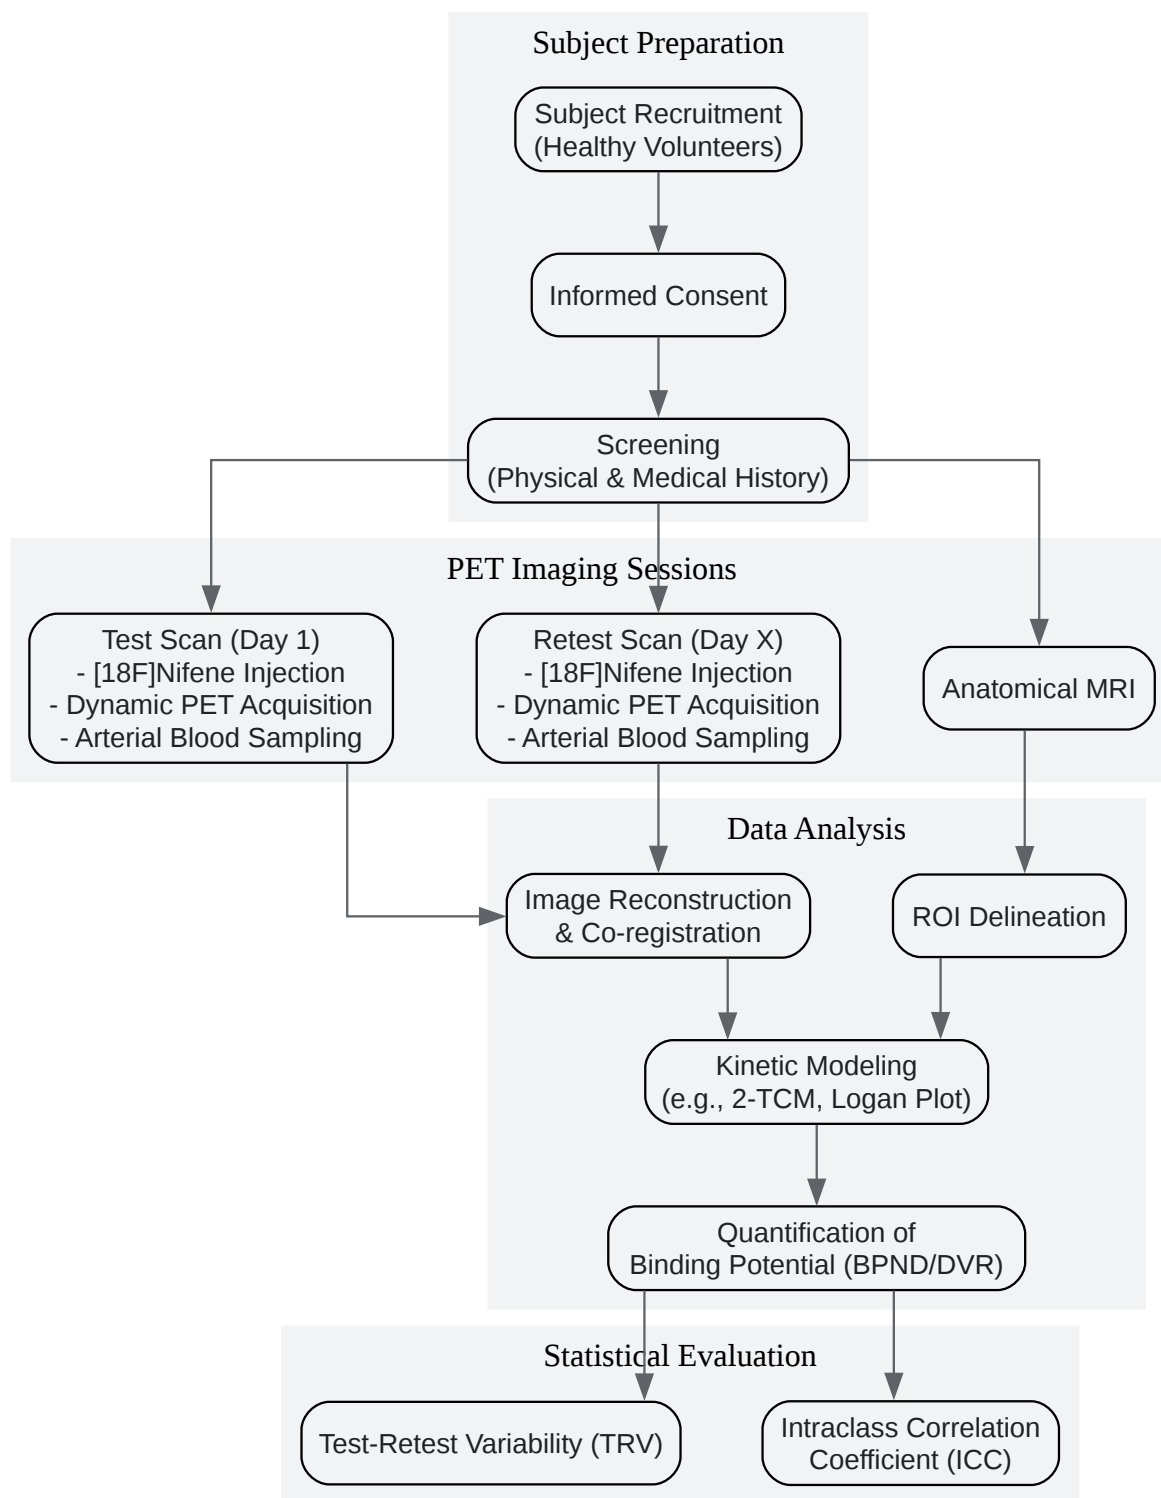 Subject Preparation
Subject Recruitment
(Healthy Volunteers)
Informed Consent
Screening
(Physical & Medical History)
PET Imaging Sessions
Test Scan (Day 1)
- [18F]Nifene Injection
- Dynamic PET Acquisition
- Arterial Blood Sampling
Retest Scan (Day X)
- [18F]Nifene Injection
- Dynamic PET Acquisition
- Arterial Blood Sampling
Anatomical MRI
Data Analysis
Image Reconstruction
& Co-registration
ROI Delineation
Kinetic Modeling
(e.g., 2-TCM, Logan Plot)
Quantification of
Binding Potential (BPND/DVR)
Statistical Evaluation
Test-Retest Variability (TRV)
Intraclass Correlation
Coefficient (ICC)